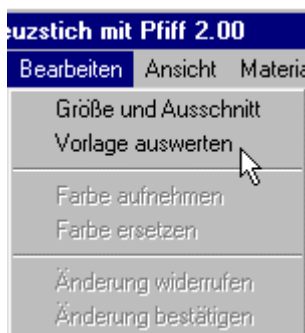 euzstich mit Pfiff 2.00
Bearbeiten Ansicht Materia
Größe und Ausschnitt
Vorlage auswerten
Farbe aufnehmen
Farbe ersetzen
Änderung widerrufen
Änderung bestätigen